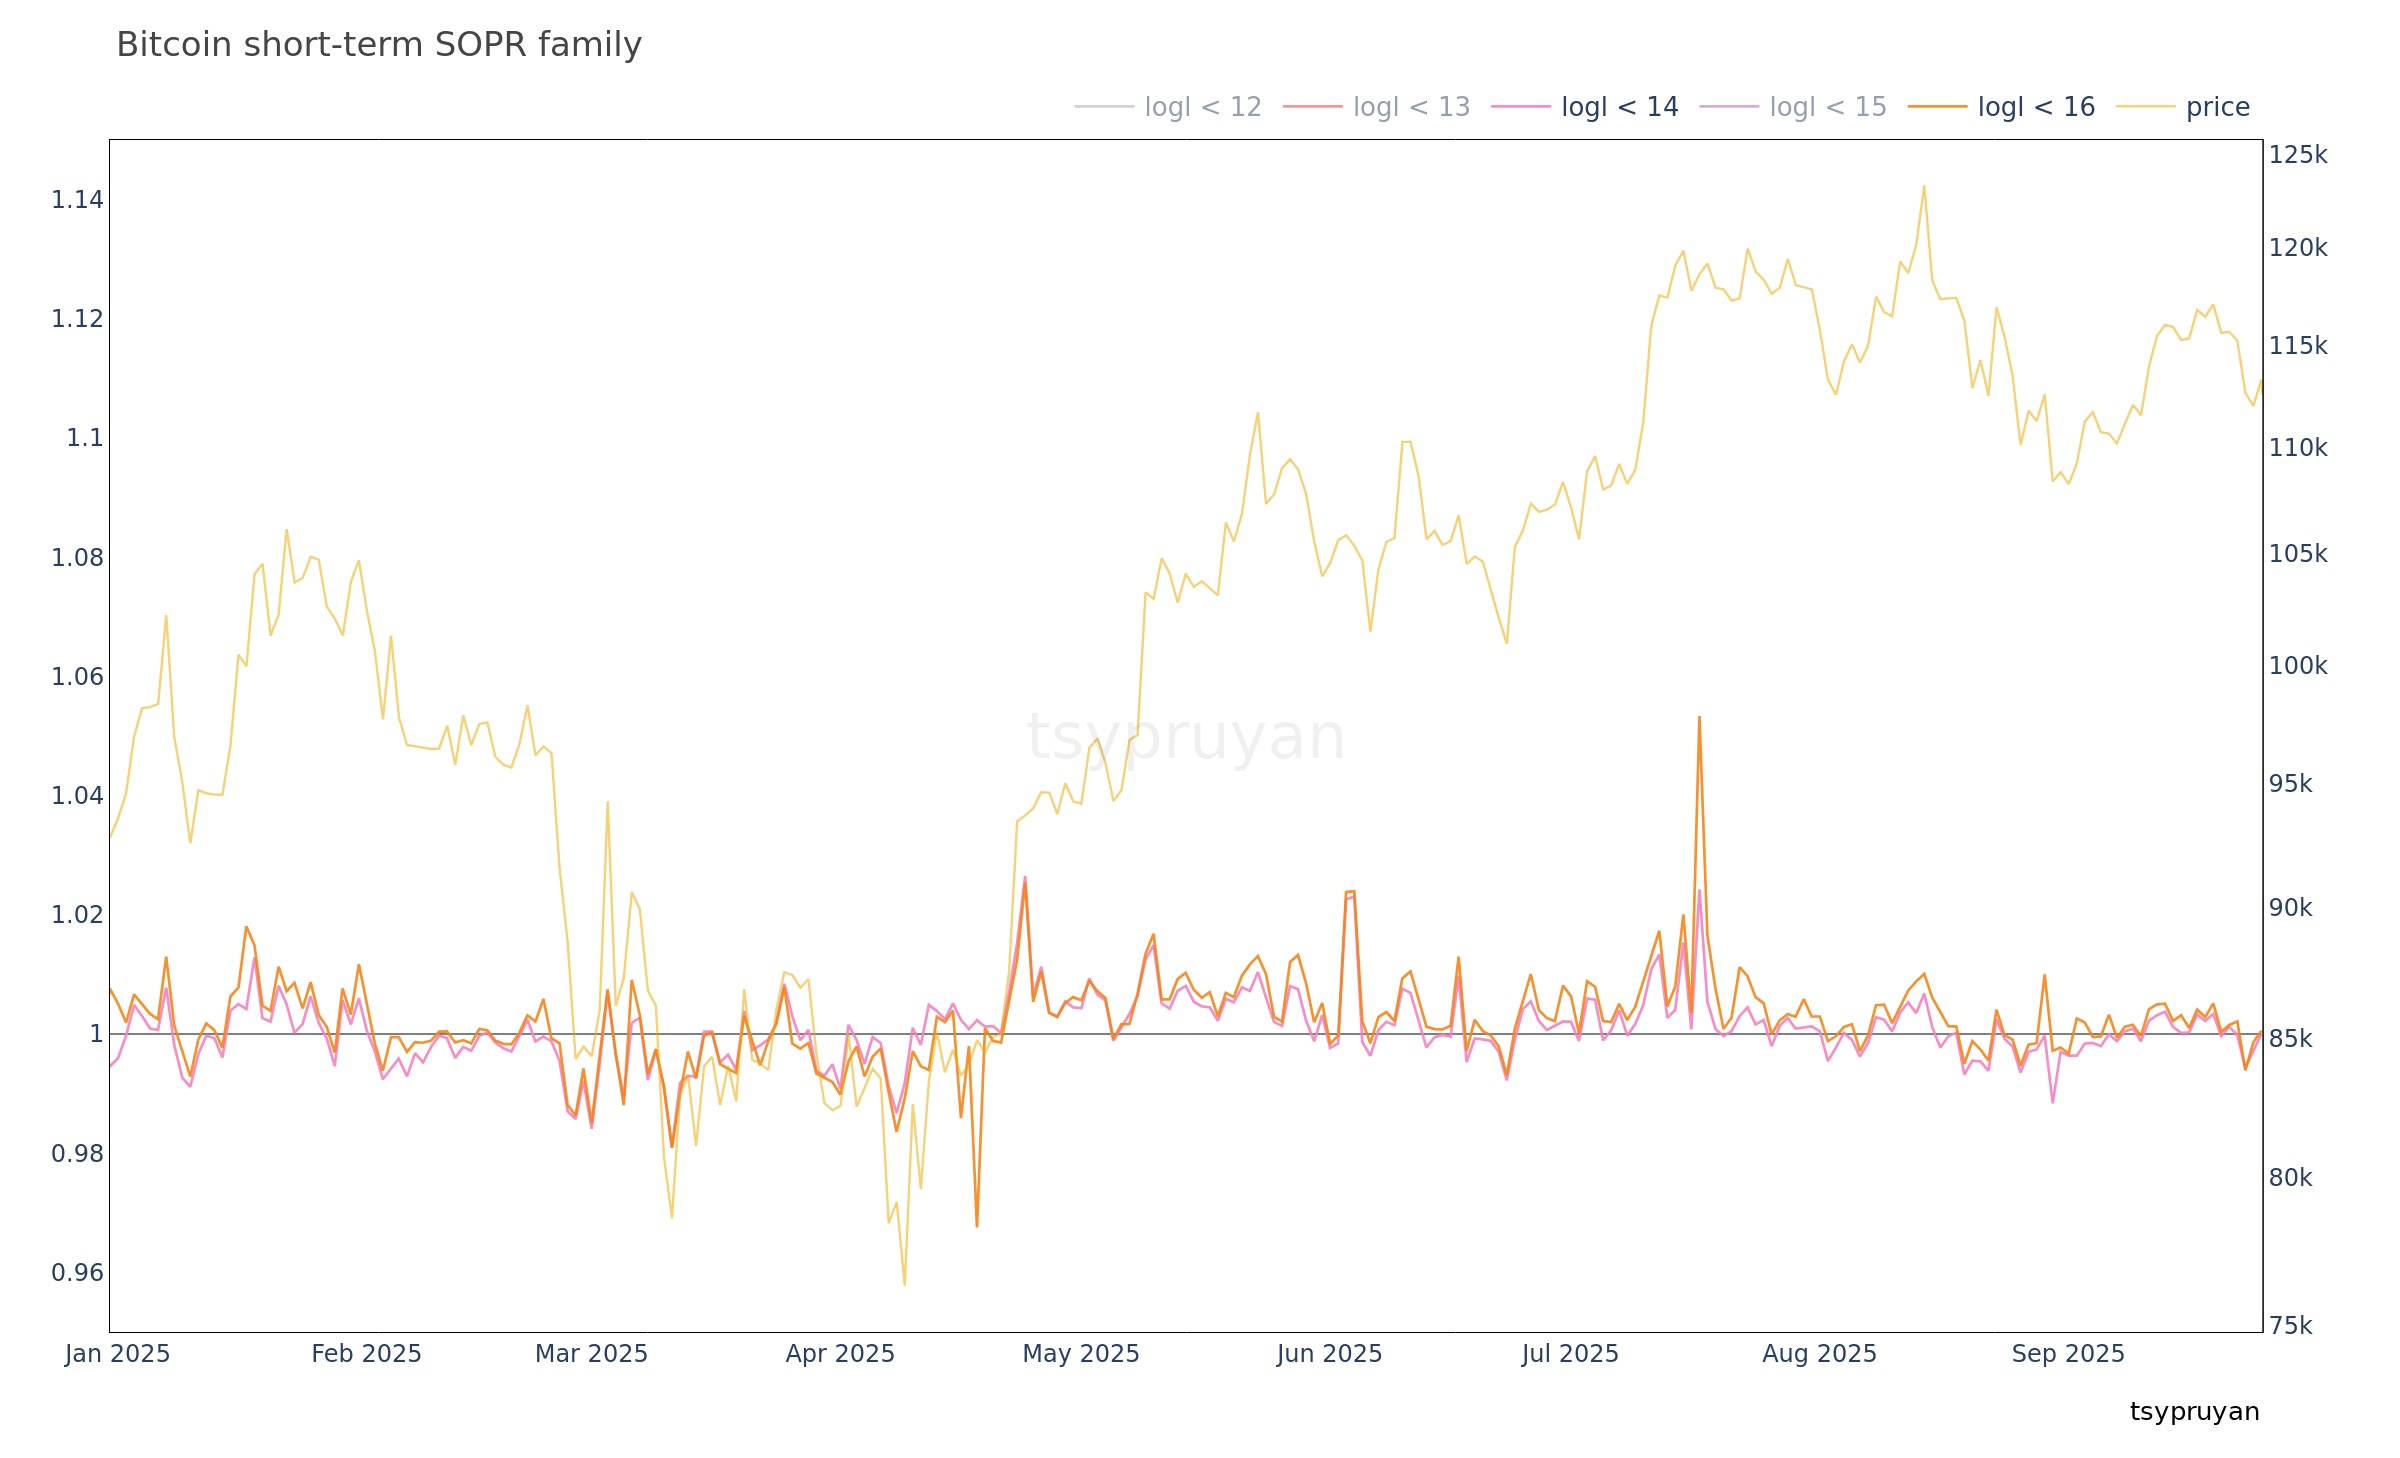 Bitcoin short-term SOPR family
logl < 12 logl < 13 logl < 14 logl < 15 logl < 16 price
1.14
1.12
1.1
1.08
1.06
1.04
1.02
1
0.98
0.96
125k
120k
115k
110k
105k
100k
95k
90k
85k
80k
75k
tsypruyan
Jan 2025 Feb 2025 Mar 2025 Apr 2025 May 2025 Jun 2025 Jul 2025 Aug 2025 Sep 2025
tsypruyan